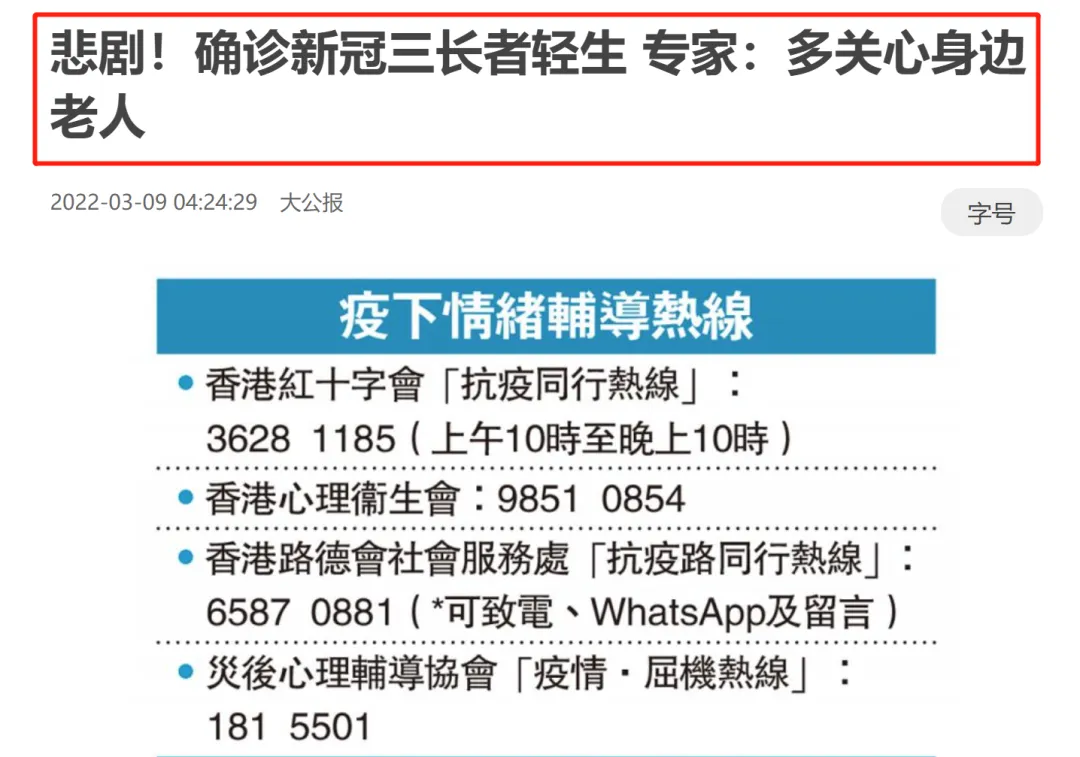 悲剧！确诊新冠三长者轻生 专家：多关心身边
老人
2022-03-09 04:24:29 大公报
字号
疫下情緒輔導熱線
香港紅十字會「抗疫同行熱線」：
3628 1185（上午10時至晚上10時）
香港心理衞生會：9851 0854
香港路德會社會服務處「抗疫路同行熱線」：
6587 0881（*可致電、WhatsApp及留言）
災後心理輔導協會「疫情·屈機熱線」：
181 5501